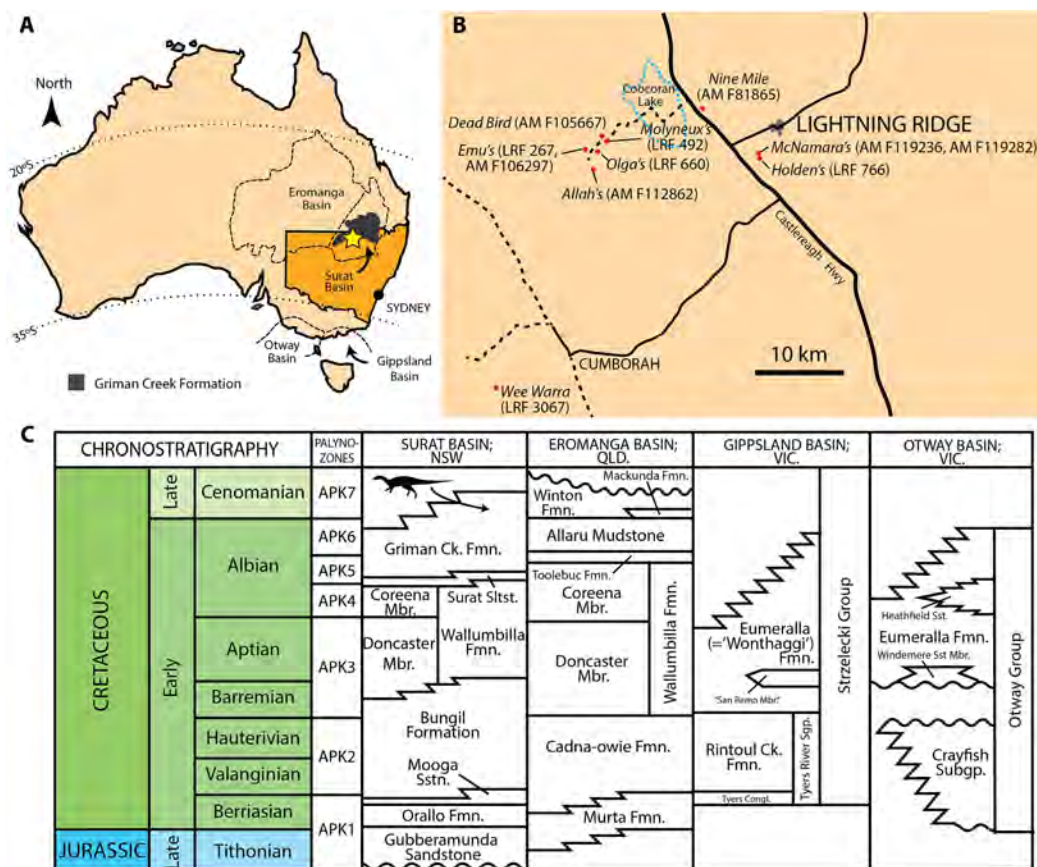 A
North
20ºS
Eromanga
Basin
Surat
Basin
SYDNEY
35ºS
Otway
Basin
Gippsland
Basin
Griman Creek Formation
B
Nine Mile
(AM F81865)
Coocoran
Lake
Dead Bird (AM F105667)
Molyneux's
(LRF 492)
LIGHTNING RIDGE
Emu's (LRF 267,
AM F106297)
McNamara's (AM F119236, AM F119282)
Olga's (LRF 660)
Holden's (LRF 766)
Allah's (AM F112862)
Castlereagh Hwy
CUMBORAH
10 km
Wee Warra
(LRF 3067)
C
CHRONOSTRATIGRAPHY
PALYNO-
ZONES
SURAT BASIN;
NSW
EROMANGA BASIN;
QLD.
GIPPSLAND BASIN;
VIC.
OTWAY BASIN;
VIC.
CRETACEOUS
JURASSIC
Late
Early
Late
Cenomanian
Albian
Aptian
Barremian
Hauterivian
Valanginian
Berriasian
Tithonian
APK7
APK6
APK5
APK4
APK3
APK2
APK1
Griman Ck. Fmn.
Coreena
Mbr.
Surat Sltst.
Doncaster
Mbr.
Wallumbilla
Fmn.
Bungil
Formation
Mooga
Sstn.
Orallo Fmn.
Gubberamunda
Sandstone
Mackunda Fmn.
Winton
Fmn.
Allaru Mudstone
Toolebuc Fmn.
Coreena
Mbr.
Doncaster
Mbr.
Wallumbilla Fmn.
Cadna-owie Fmn.
Murta Fmn.
Eumeralla
(='Wonthaggi')
Fmn.
"San Remo Mbr."
Rintoul Ck.
Fmn.
Tyers River Sgp.
Tyers Congl.
Strzelecki Group
Heathfield Sst.
Eumeralla Fmn.
Windemere Sst Mbr.
Crayfish
Subgp.
Otway Group